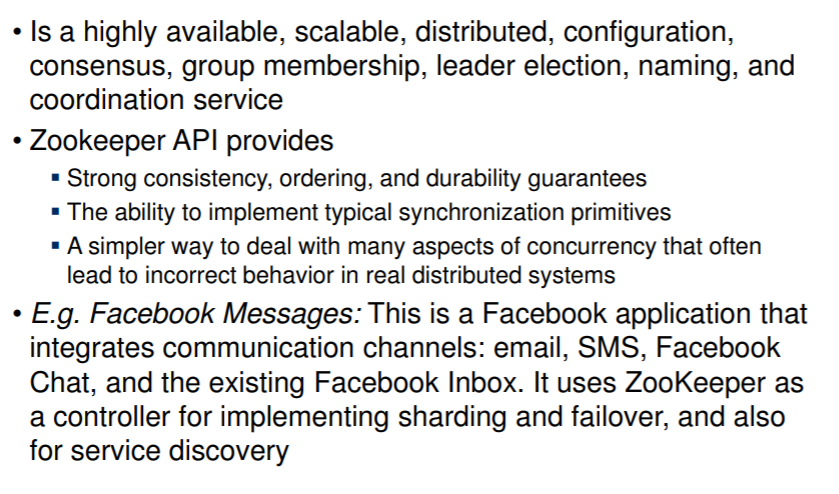 • Is a highly available, scalable, distributed, configuration,
consensus, group membership, leader election, naming, and
coordination service
• Zookeeper API provides
▪ Strong consistency, ordering, and durability guarantees
▪ The ability to implement typical synchronization primitives
▪ A simpler way to deal with many aspects of concurrency that often
lead to incorrect behavior in real distributed systems
• E.g. Facebook Messages: This is a Facebook application that
integrates communication channels: email, SMS, Facebook
Chat, and the existing Facebook Inbox. It uses ZooKeeper as
a controller for implementing sharding and failover, and also
for service discovery